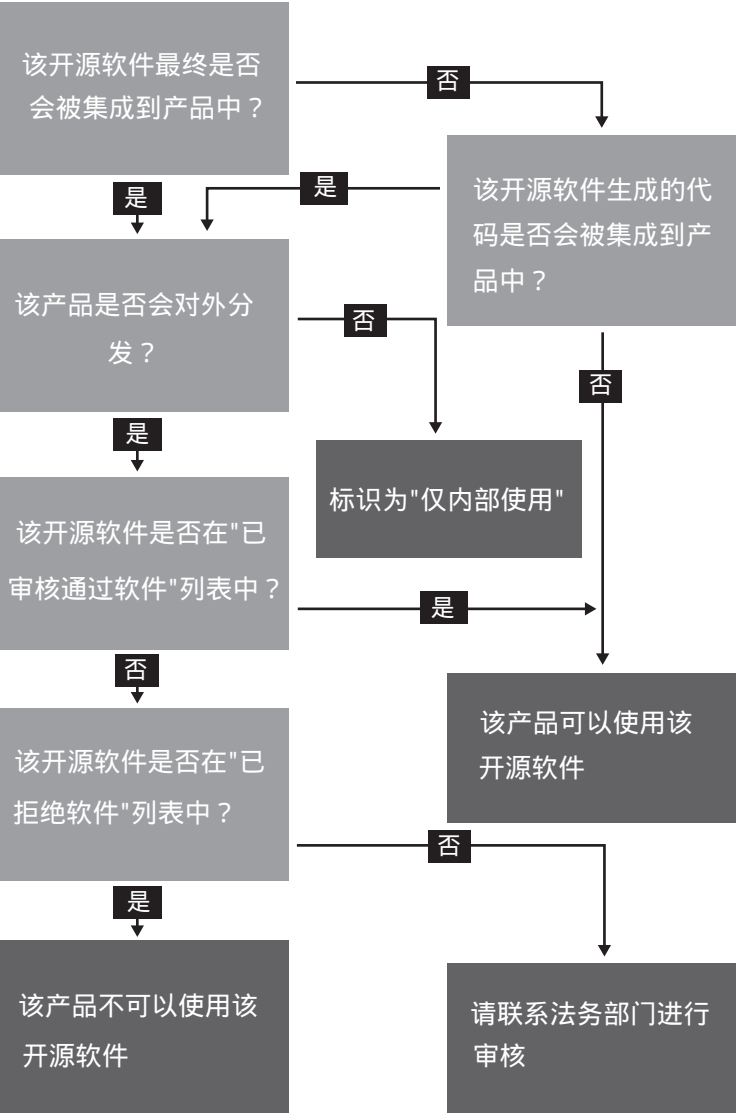 该开源软件最终是否
会被集成到产品中？
否
是
是
该开源软件生成的代
码是否会被集成到产
品中？
该产品是否会对外分
发？
否
否
是
标识为"仅内部使用"
该开源软件是否在"已
审核通过软件"列表中？
是
否
该产品可以使用该
开源软件
该开源软件是否在"已
拒绝软件"列表中？
否
是
该产品不可以使用该
开源软件
请联系法务部门进行
审核